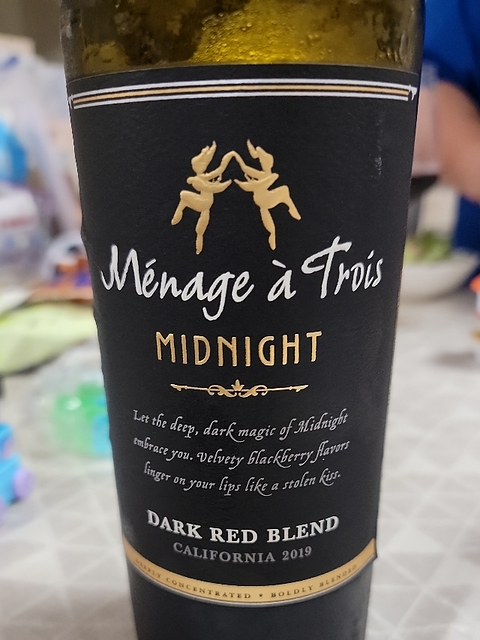 Ménage à Trois
MIDNIGHT
Let the deep, dark magic of Midnight
embrace you. Velvety blackberry flavors
linger on your lips like a stolen kiss.
DARK RED BLEND
CALIFORNIA 2019
DEEPLY CONCENTRATED • BOLDLY BLENDED